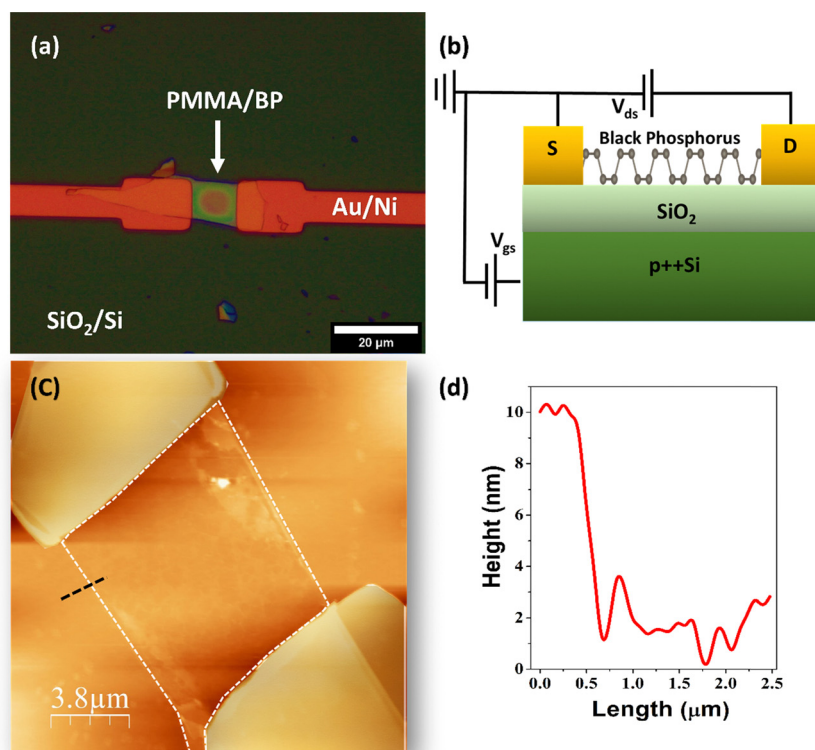 (a)
PMMA/BP
Au/Ni
SiO₂/Si
20 µm
(b)
Vds
S
Black Phosphorus
D
SiO₂
Vgs
p++Si
(C)
3.8µm
(d)
Height (nm)
10
8
6
4
2
0
0.0 0.5 1.0 1.5 2.0 2.5
Length (µm)